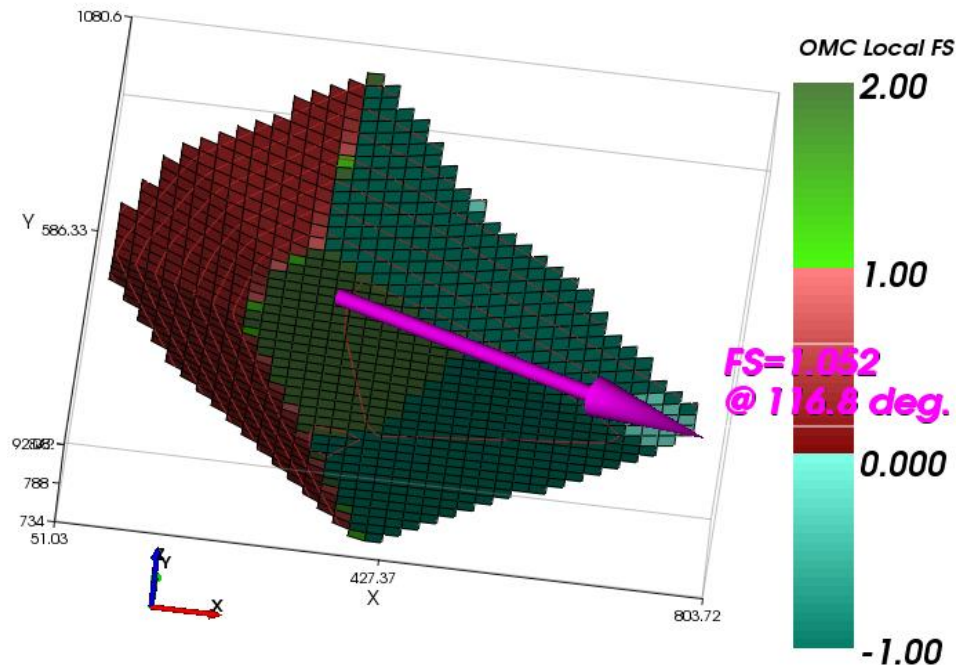 1080.6
OMC Local FS
2.00
Y
586.33
1.00
FS=1.052
@ 116.8 deg.
0.000
788
734
51.03
427.37
X
803.72
-1.00
Y
X